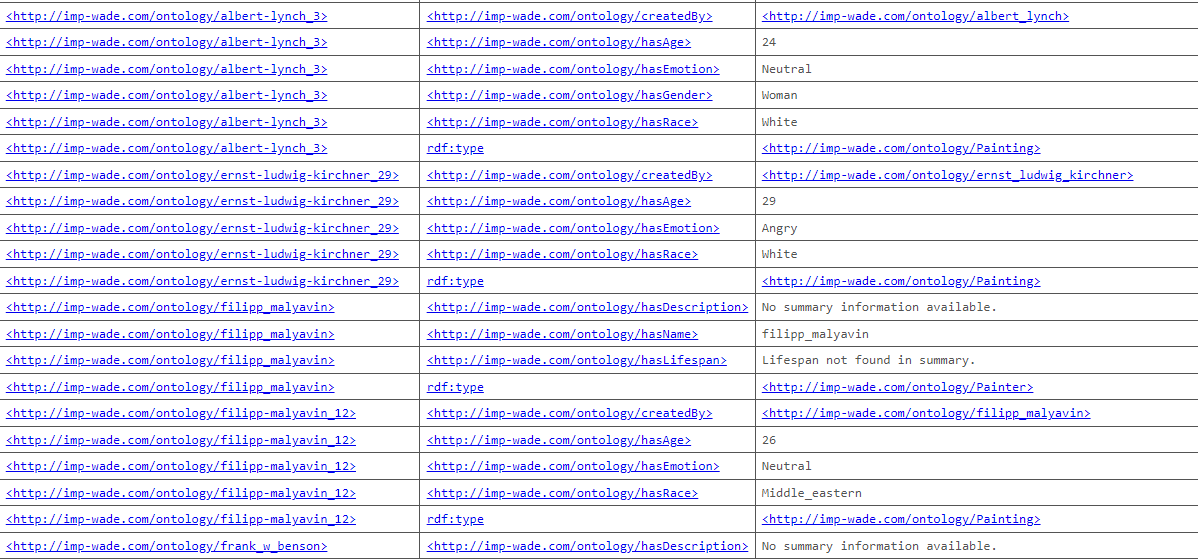 <http://imp-wade.com/ontology/albert-lynch_3> <http://imp-wade.com/ontology/createdBy> <http://imp-wade.com/ontology/albert_lynch>
<http://imp-wade.com/ontology/albert-lynch_3> <http://imp-wade.com/ontology/hasAge> 24
<http://imp-wade.com/ontology/albert-lynch_3> <http://imp-wade.com/ontology/hasEmotion> Neutral
<http://imp-wade.com/ontology/albert-lynch_3> <http://imp-wade.com/ontology/hasGender> Woman
<http://imp-wade.com/ontology/albert-lynch_3> <http://imp-wade.com/ontology/hasRace> White
<http://imp-wade.com/ontology/albert-lynch_3> rdf:type <http://imp-wade.com/ontology/Painting>
<http://imp-wade.com/ontology/ernst-ludwig-kirchner_29> <http://imp-wade.com/ontology/createdBy> <http://imp-wade.com/ontology/ernst_ludwig_kirchner>
<http://imp-wade.com/ontology/ernst-ludwig-kirchner_29> <http://imp-wade.com/ontology/hasAge> 29
<http://imp-wade.com/ontology/ernst-ludwig-kirchner_29> <http://imp-wade.com/ontology/hasEmotion> Angry
<http://imp-wade.com/ontology/ernst-ludwig-kirchner_29> <http://imp-wade.com/ontology/hasRace> White
<http://imp-wade.com/ontology/ernst-ludwig-kirchner_29> rdf:type <http://imp-wade.com/ontology/Painting>
<http://imp-wade.com/ontology/filipp_malyavin> <http://imp-wade.com/ontology/hasDescription> No summary information available.
<http://imp-wade.com/ontology/filipp_malyavin> <http://imp-wade.com/ontology/hasName> filipp_malyavin
<http://imp-wade.com/ontology/filipp_malyavin> <http://imp-wade.com/ontology/hasLifespan> Lifespan not found in summary.
<http://imp-wade.com/ontology/filipp_malyavin> rdf:type <http://imp-wade.com/ontology/Painter>
<http://imp-wade.com/ontology/filipp-malyavin_12> <http://imp-wade.com/ontology/createdBy> <http://imp-wade.com/ontology/filipp_malyavin>
<http://imp-wade.com/ontology/filipp-malyavin_12> <http://imp-wade.com/ontology/hasAge> 26
<http://imp-wade.com/ontology/filipp-malyavin_12> <http://imp-wade.com/ontology/hasEmotion> Neutral
<http://imp-wade.com/ontology/filipp-malyavin_12> <http://imp-wade.com/ontology/hasRace> Middle_eastern
<http://imp-wade.com/ontology/filipp-malyavin_12> rdf:type <http://imp-wade.com/ontology/Painting>
<http://imp-wade.com/ontology/frank_w_benson> <http://imp-wade.com/ontology/hasDescription> No summary information available.